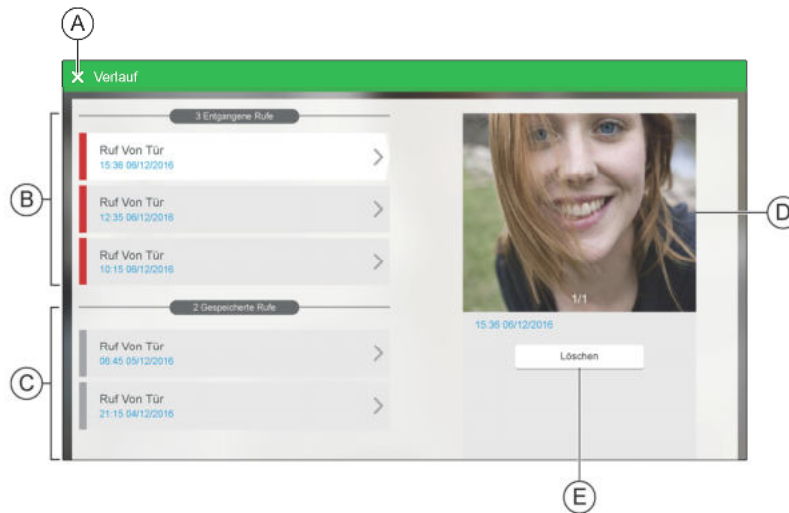 A
× Verlauf
3 Entgangene Rufe
B
Ruf Von Tür
15:36 06/12/2016
Ruf Von Tür
12:35 06/12/2016
Ruf Von Tür
10:15 06/12/2016
2 Gespeicherte Rufe
C
Ruf Von Tür
06:45 05/12/2016
Ruf Von Tür
21:15 04/12/2016
1/1
D
15:36 06/12/2016
Löschen
E